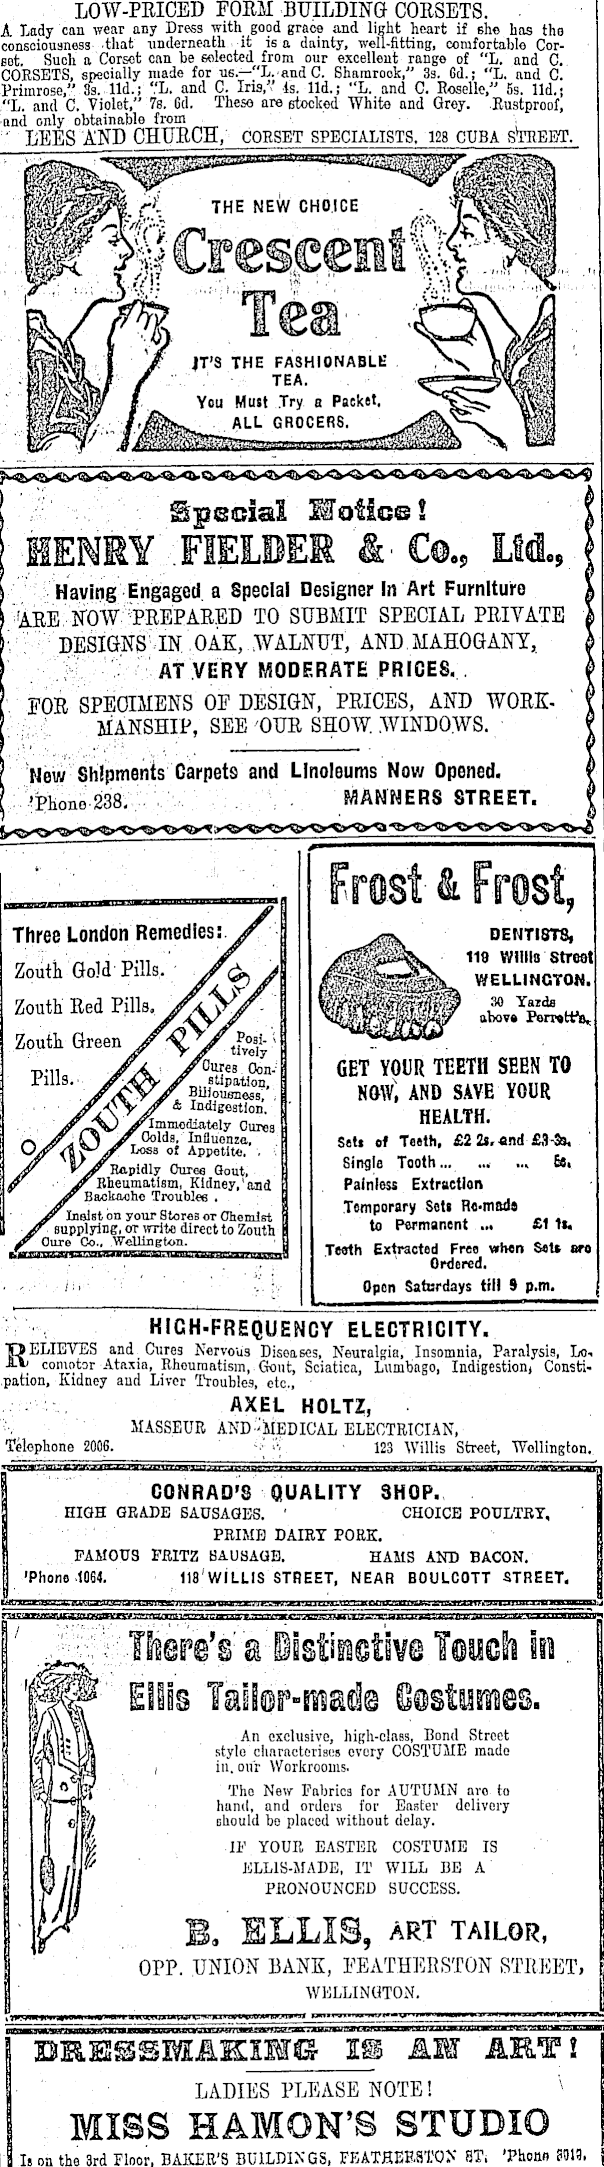 LOW-PRICED FORM BUILDING CORSETS.
A Lady can wear any Dress with good grace and light heart if she has the
consciousness that underneath it is a dainty, well-fitting, comfortable Cor-
set. Such a Corset can be selected from our excellent range of "L. and C.
CORSETS, specially made for us.—"L. and C. Shamrock," 3s. 6d.; "L. and C.
Primrose," 3s. 11d.; "L. and C. Iris," 4s. 11d.; "L. and C. Roselle," 5s. 11d.;
"L. and C. Violet," 7s. 6d. These are stocked White and Grey. Rustproof,
and only obtainable from
LEES AND CHURCH, CORSET SPECIALISTS, 128 CUBA STREET.
THE NEW CHOICE
Crescent
Tea
IT'S THE FASHIONABLE
TEA.
You Must Try a Packet.
ALL GROCERS.
Special Notice!
HENRY FIELDER & Co., Ltd.,
Having Engaged a Special Designer In Art Furniture
ARE NOW PREPARED TO SUBMIT SPECIAL PRIVATE
DESIGNS IN OAK, WALNUT, AND MAHOGANY,
AT VERY MODERATE PRICES.
FOR SPECIMENS OF DESIGN, PRICES, AND WORK-
MANSHIP, SEE OUR SHOW WINDOWS.
New Shipments Carpets and Linoleums Now Opened.
'Phone 238. MANNERS STREET.
Three London Remedies:
Zouth Gold Pills.
Zouth Red Pills.
Zouth Green
Pills.
ZOUTH PILLS
Posi-
tively
Cures Con-
stipation,
Biliousness,
& Indigestion.
Immediately Cures
Colds, Influenza,
Loss of Appetite.
Rapidly Cures Gout,
Rheumatism, Kidney, and
Backache Troubles.
Insist on your Stores or Chemist
supplying, or write direct to Zouth
Cure Co., Wellington.
Frost & Frost,
DENTISTS,
119 Willis Street
WELLINGTON.
30 Yards
above Perrett's.
GET YOUR TEETH SEEN TO
NOW, AND SAVE YOUR
HEALTH.
Sets of Teeth, £2 2s. and £3 3s.
Single Tooth ... ... ... 5s.
Painless Extraction
Temporary Sets Re-made
to Permanent ... £1 1s.
Teeth Extracted Free when Sets are
Ordered.
Open Saturdays till 9 p.m.
HIGH-FREQUENCY ELECTRICITY.
RELIEVES and Cures Nervous Diseases, Neuralgia, Insomnia, Paralysis, Lo-
comotor Ataxia, Rheumatism, Gout, Sciatica, Lumbago, Indigestion, Consti-
pation, Kidney and Liver Troubles, etc.,
AXEL HOLTZ,
MASSEUR AND MEDICAL ELECTRICIAN,
Telephone 2006. 123 Willis Street, Wellington.
CONRAD'S QUALITY SHOP.
HIGH GRADE SAUSAGES. CHOICE POULTRY.
PRIME DAIRY PORK.
FAMOUS FRITZ SAUSAGE. HAMS AND BACON.
'Phone 1064. 118 WILLIS STREET, NEAR BOULCOTT STREET.
There's a Distinctive Touch in
Ellis Tailor-made Costumes.
An exclusive, high-class, Bond Street
style characterises every COSTUME made
in our Workrooms.
The New Fabrics for AUTUMN are to
hand, and orders for Easter delivery
should be placed without delay.
IF YOUR EASTER COSTUME IS
ELLIS-MADE, IT WILL BE A
PRONOUNCED SUCCESS.
B. ELLIS, ART TAILOR,
OPP. UNION BANK, FEATHERSTON STREET,
WELLINGTON.
DRESSMAKING IS AN ART!
LADIES PLEASE NOTE!
MISS HAMON'S STUDIO
Is on the 3rd Floor, BAKER'S BUILDINGS, FEATHERSTON ST. 'Phone